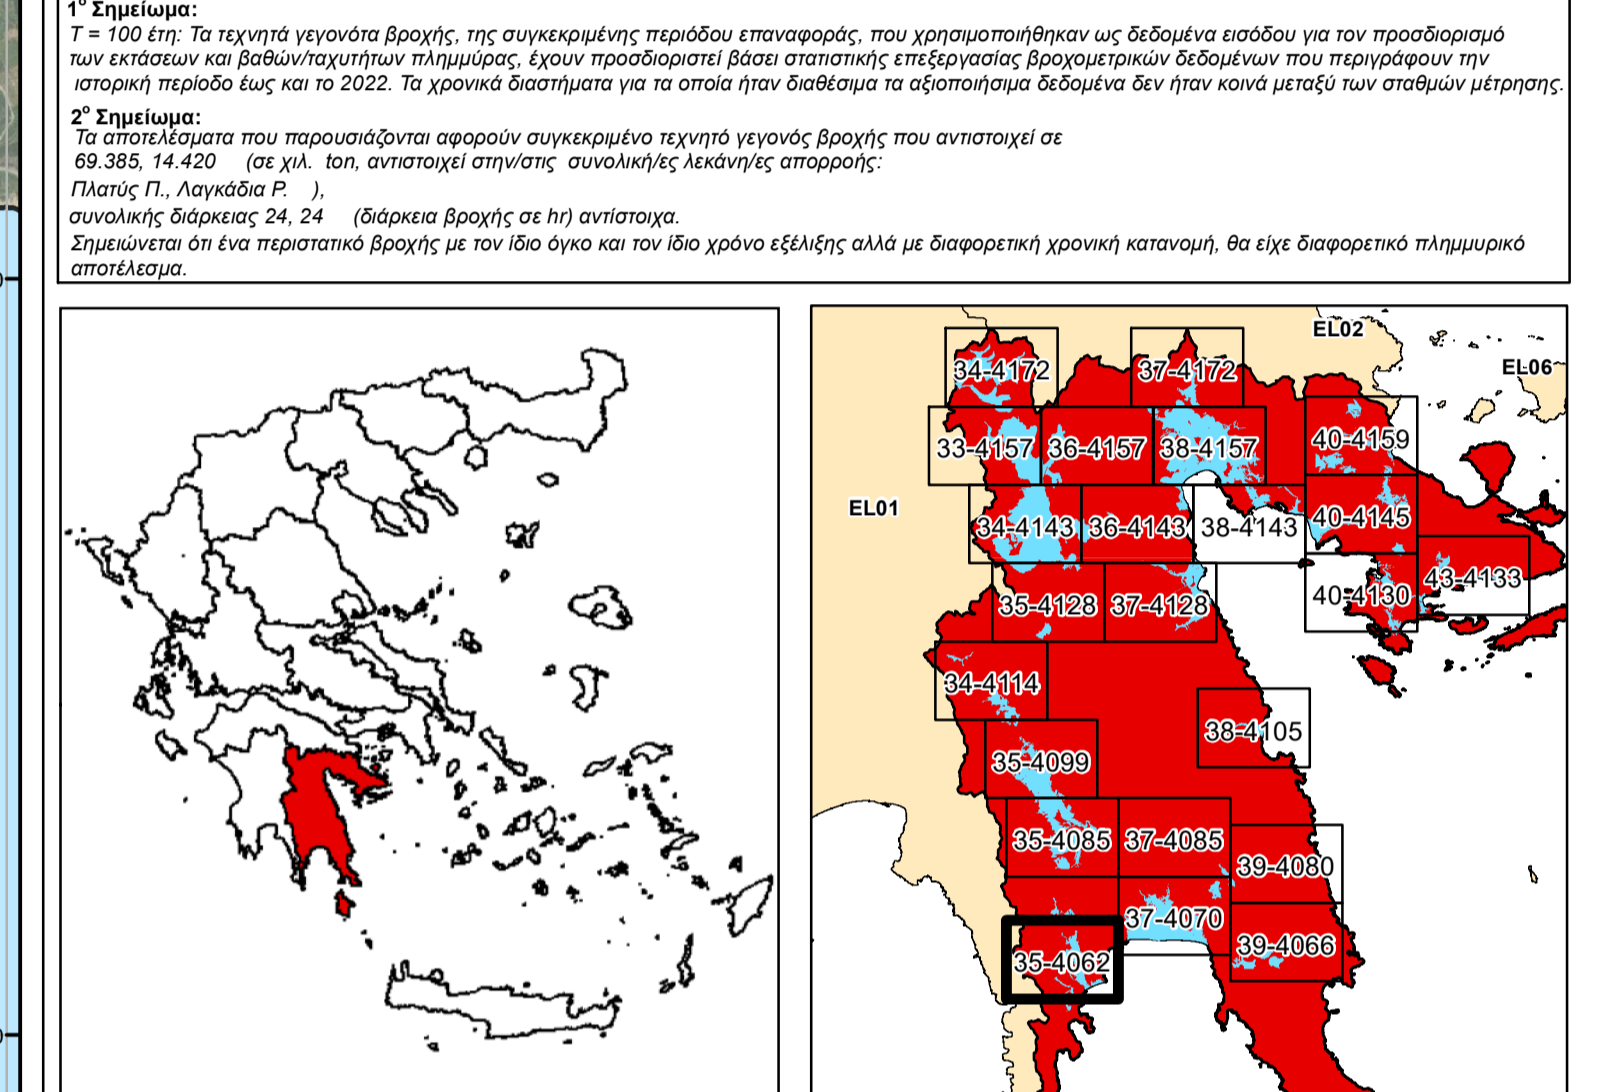 1ο Σημείωμα:
T = 100 έτη: Τα τεχνητά γεγονότα βροχής, της συγκεκριμένης περιόδου επαναφοράς, που χρησιμοποιήθηκαν ως δεδομένα εισόδου για τον προσδιορισμό
των εκτάσεων και βαθών/ταχυτήτων πλημμύρας, έχουν προσδιοριστεί βάσει στατιστικής επεξεργασίας βροχομετρικών δεδομένων που περιγράφουν την
ιστορική περίοδο έως και το 2022. Τα χρονικά διαστήματα για τα οποία ήταν διαθέσιμα τα αξιοποιήσιμα δεδομένα δεν ήταν κοινά μεταξύ των σταθμών μέτρησης.
2ο Σημείωμα:
Τα αποτελέσματα που παρουσιάζονται αφορούν συγκεκριμένο τεχνητό γεγονός βροχής που αντιστοιχεί σε
69.385, 14.420 (σε χιλ. ton, αντιστοιχεί στην/στις συνολική/ες λεκάνη/ες απορροής:
Πλατύς Π., Λαγκάδια Ρ. ),
συνολικής διάρκειας 24, 24 (διάρκεια βροχής σε hr) αντίστοιχα.
Σημειώνεται ότι ένα περιστατικό βροχής με τον ίδιο όγκο και τον ίδιο χρόνο εξέλιξης αλλά με διαφορετική χρονική κατανομή, θα είχε διαφορετικό πλημμυρικό
αποτέλεσμα.
EL02
EL06
34-4172
37-4172
33-4157
36-4157
38-4157
40-4159
EL01
34-4143
36-4143
38-4143
40-4145
35-4128
37-4128
40-4130
43-4133
34-4114
38-4105
35-4099
35-4085
37-4085
39-4080
37-4070
39-4066
35-4062